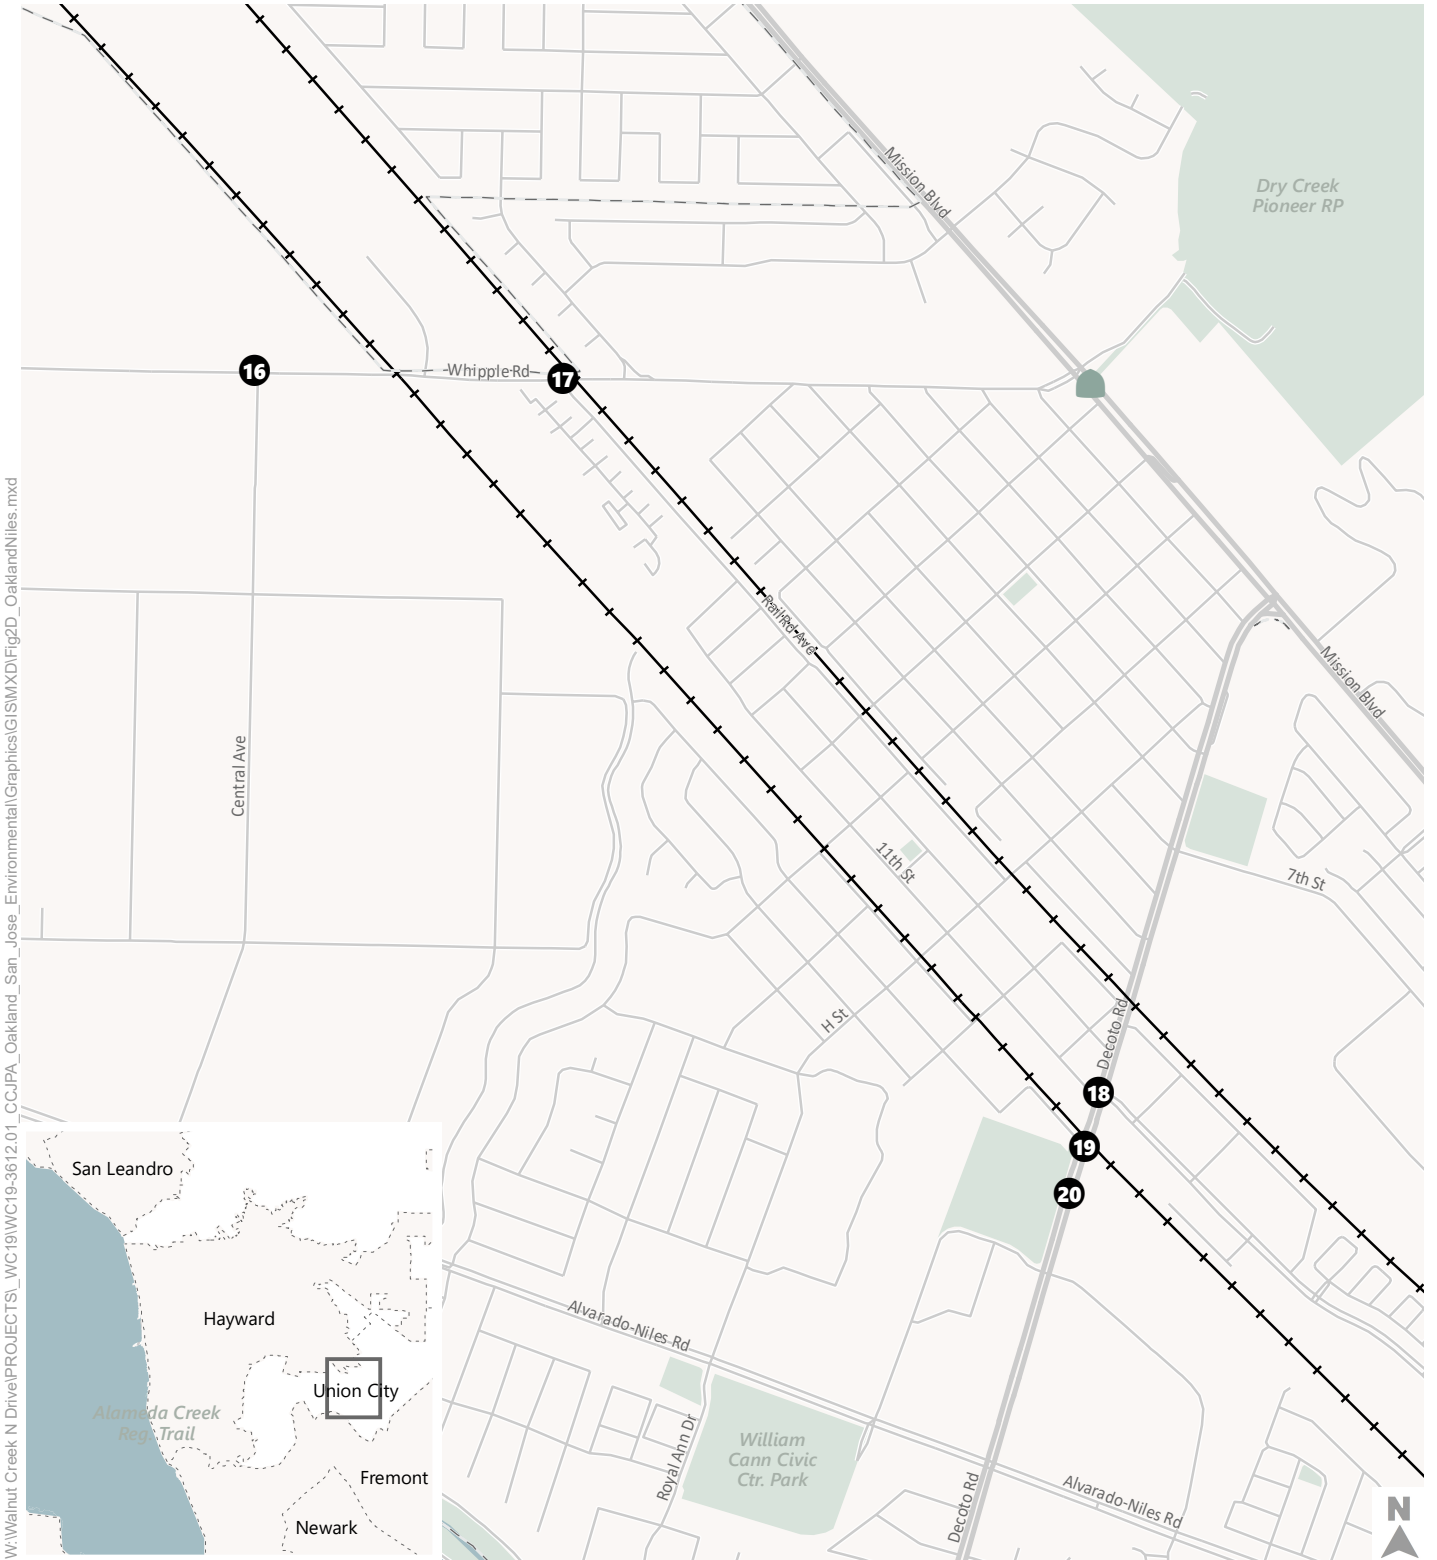 Mission Blvd
Dry Creek
Pioneer RP
16
Whipple Rd
17
RailRd Ave
Mission Blvd
Central Ave
11th St
7th St
H St
Decoto Rd
18
19
20
Alvarado-Niles Rd
Royal Ann Dr
William
Cann Civic
Ctr. Park
Decoto Rd
Alvarado-Niles Rd
San Leandro
Hayward
Union City
Alameda Creek
Reg. Trail
Fremont
Newark
N
W:\Walnut Creek N Drive\PROJECTS\_WC19\WC19-3612.01_CCJPA_Oakland_San_Jose_Environmental\Graphics\GIS\MXD\Fig2D_OaklandNiles.mxd